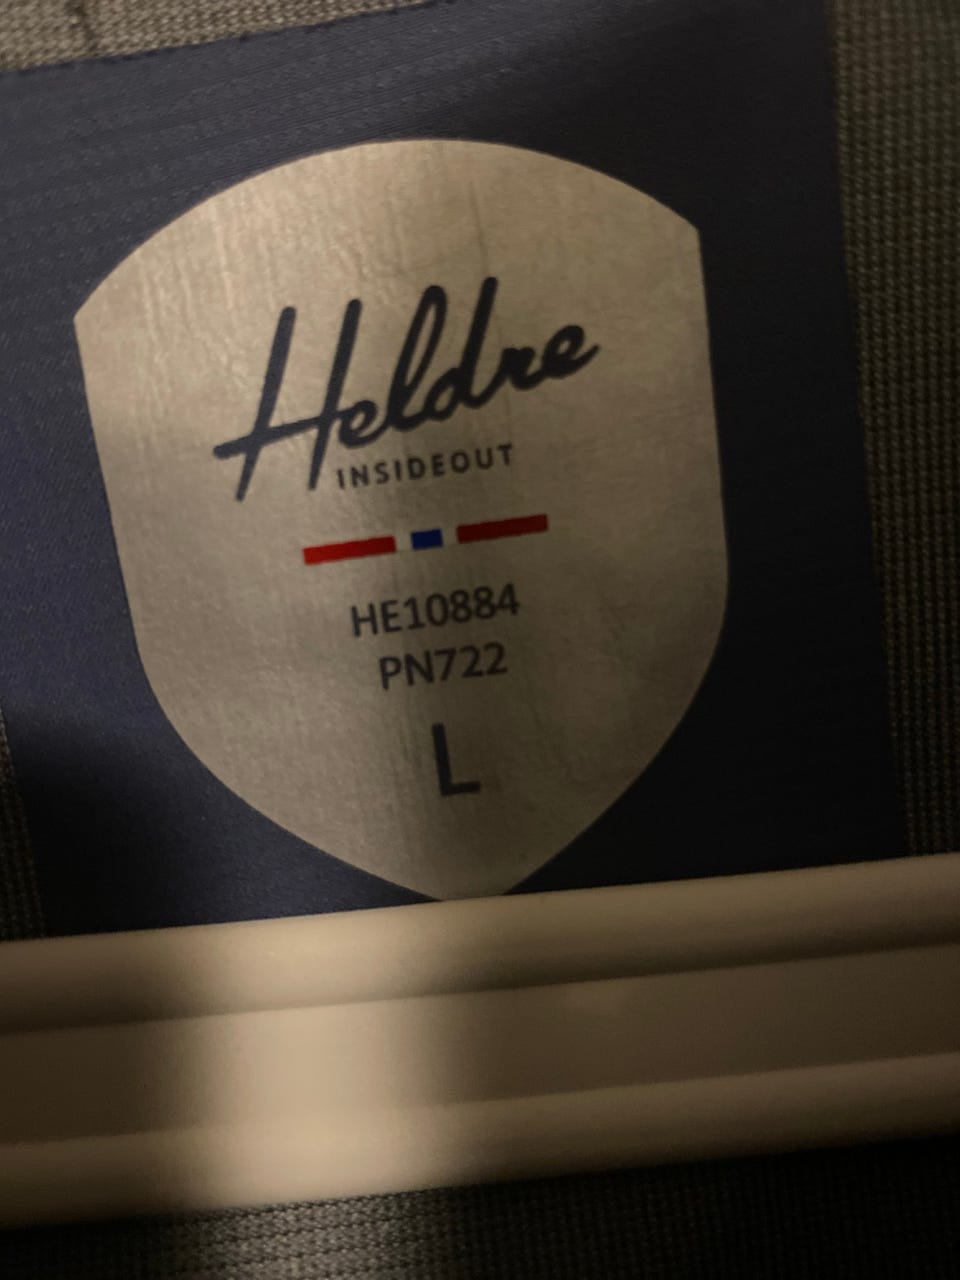 Heldre
INSIDEOUT
HE10884
PN722
L